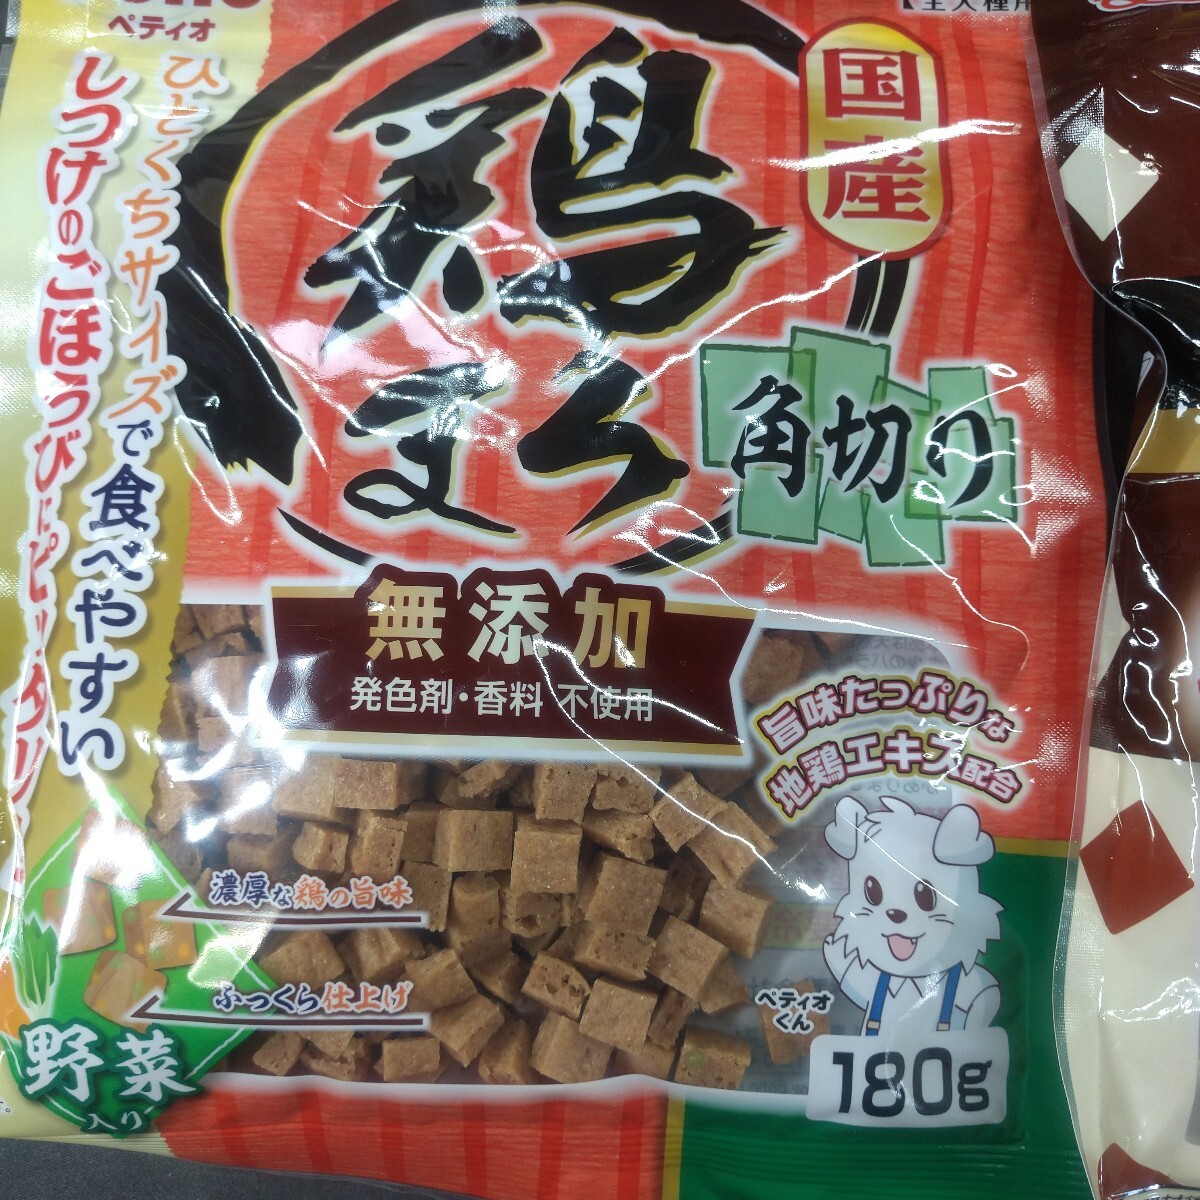 ペティオ
【全犬種用
国産
鶏まろ
角切り
ひとくちサイズで食べやすい
しつけのごほうびにピッタリ
無添加
発色剤・香料 不使用
旨味たっぷりな
地鶏エキス配合
濃厚な鶏の旨味
ふっくら仕上げ
ペティオ
くん
野菜
入り
180g